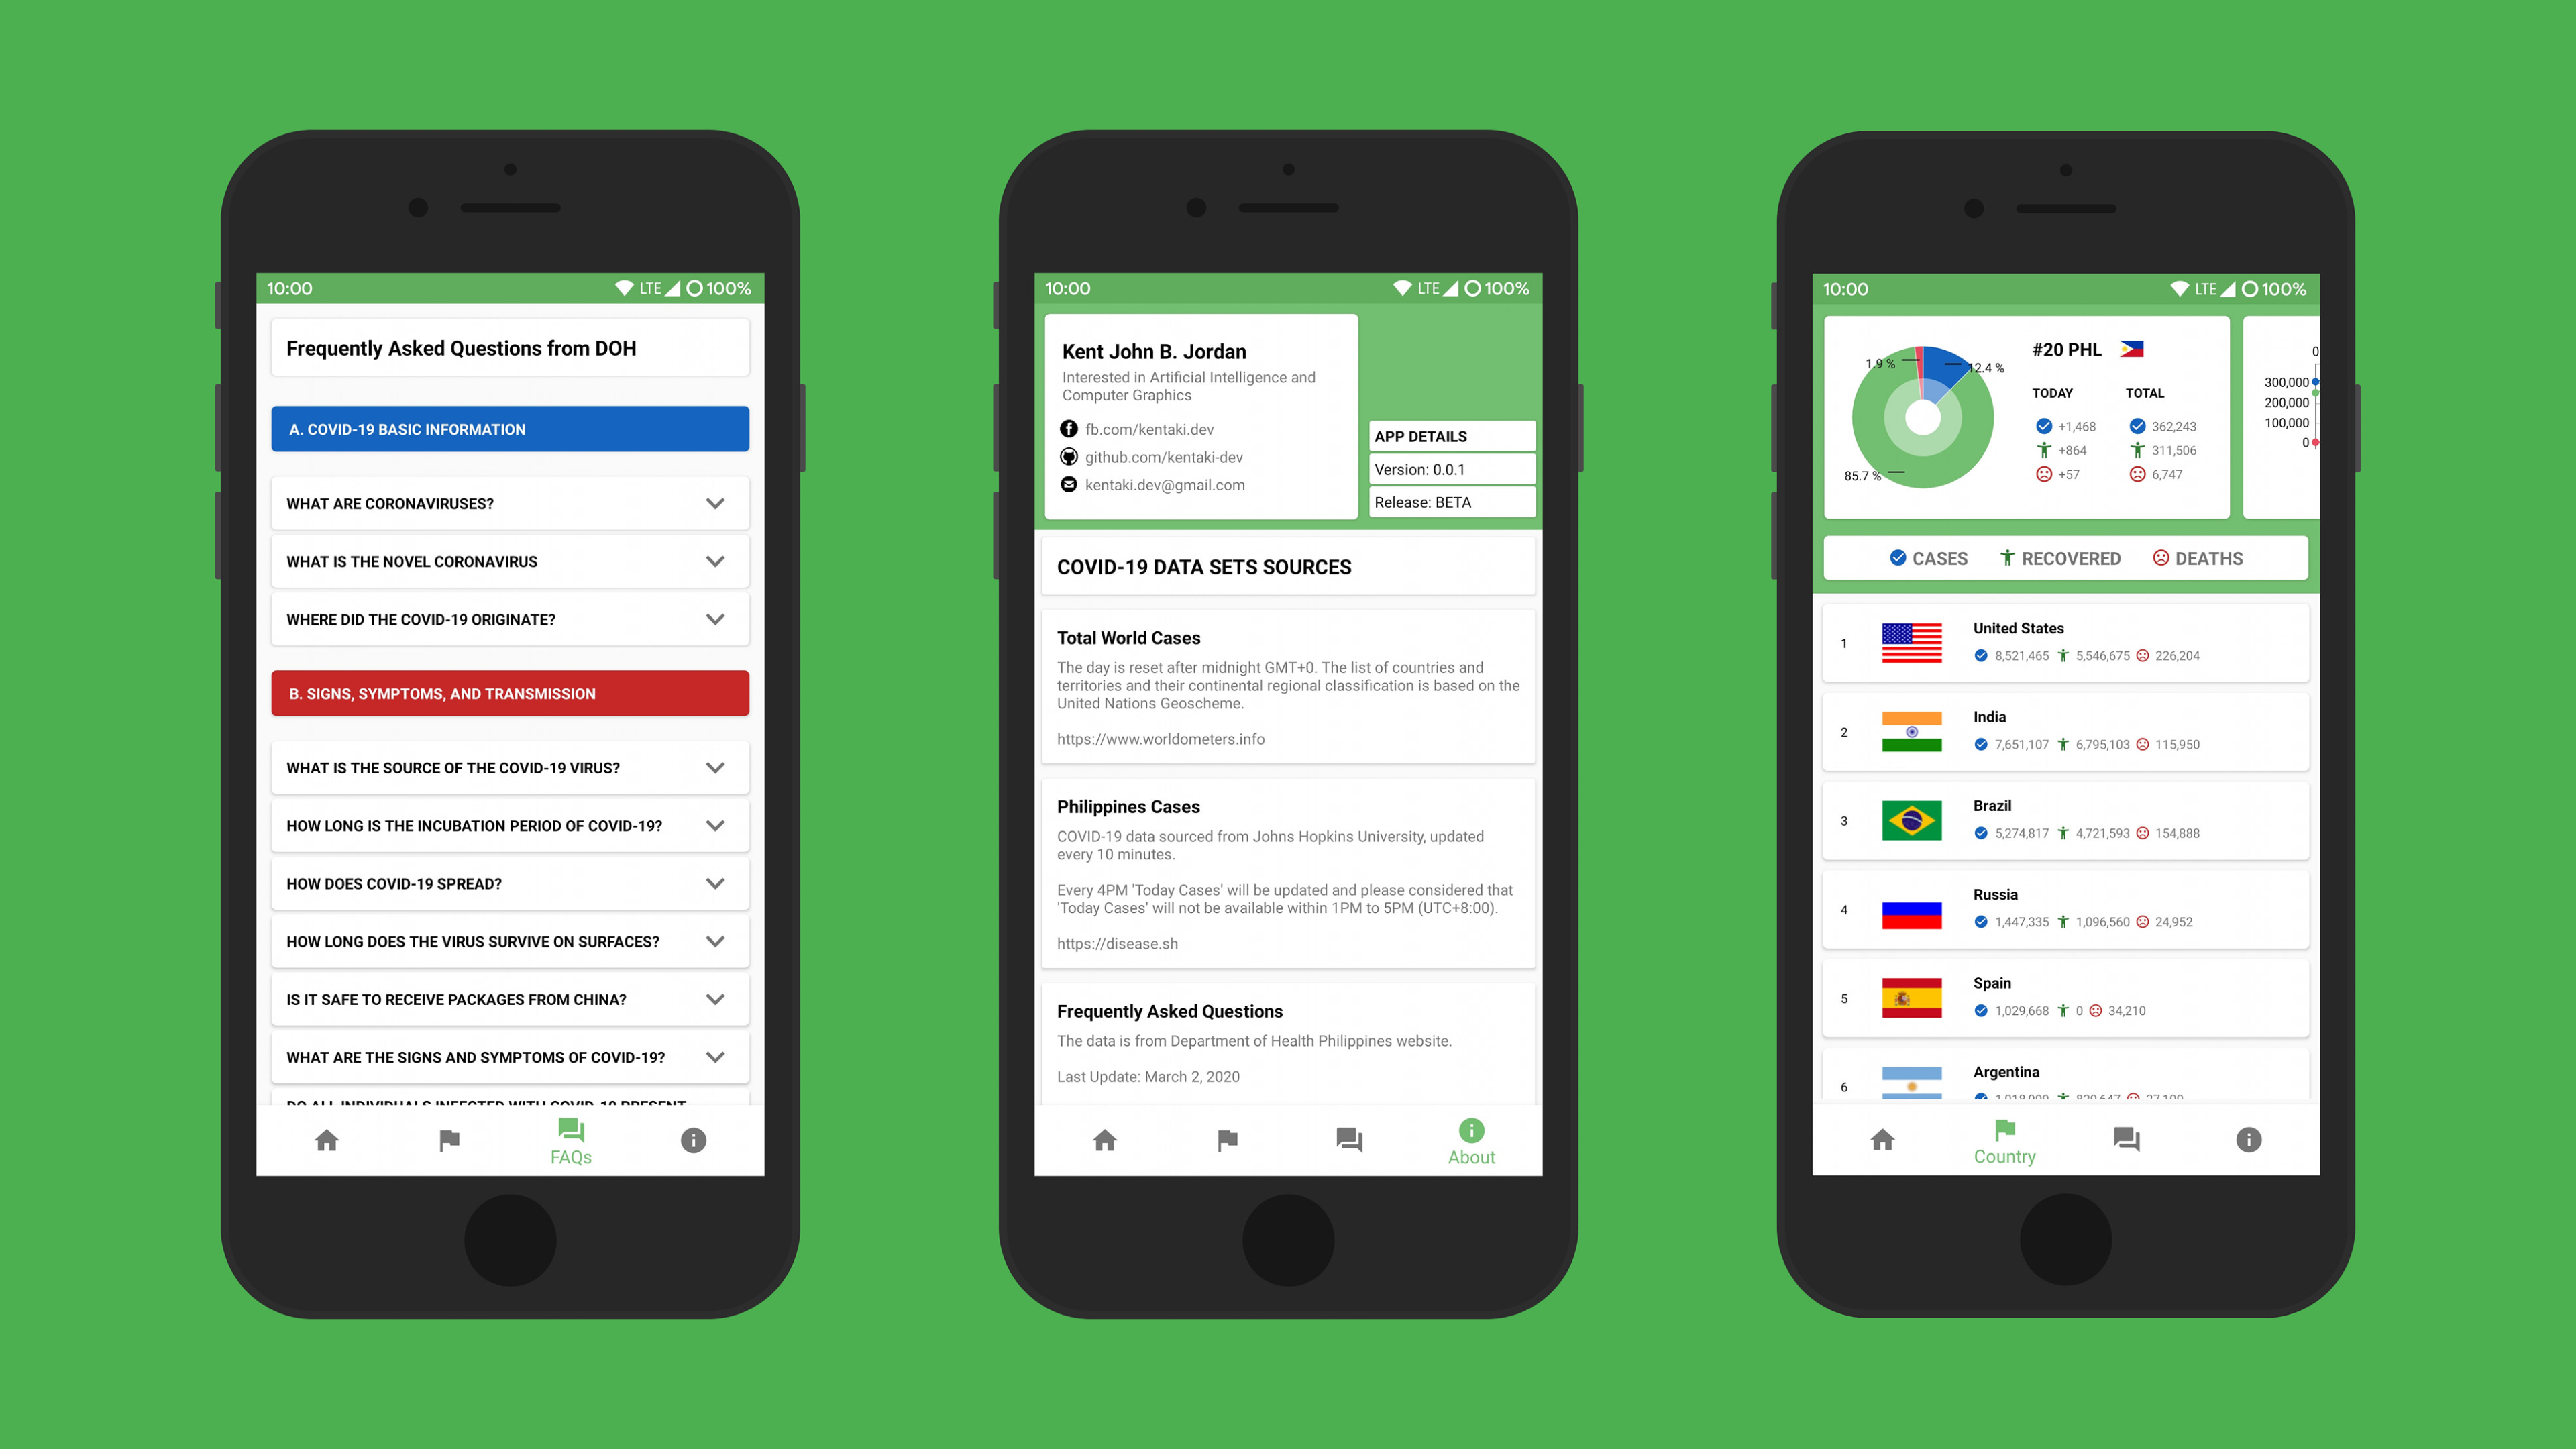 10:00 LTE 100%
Frequently Asked Questions from DOH
A. COVID-19 BASIC INFORMATION
WHAT ARE CORONAVIRUSES?
WHAT IS THE NOVEL CORONAVIRUS
WHERE DID THE COVID-19 ORIGINATE?
B. SIGNS, SYMPTOMS, AND TRANSMISSION
WHAT IS THE SOURCE OF THE COVID-19 VIRUS?
HOW LONG IS THE INCUBATION PERIOD OF COVID-19?
HOW DOES COVID-19 SPREAD?
HOW LONG DOES THE VIRUS SURVIVE ON SURFACES?
IS IT SAFE TO RECEIVE PACKAGES FROM CHINA?
WHAT ARE THE SIGNS AND SYMPTOMS OF COVID-19?
DO ALL INDIVIDUALS INFECTED WITH COVID-19 PRESENT
FAQs
10:00 LTE 100%
Kent John B. Jordan
Interested in Artificial Intelligence and
Computer Graphics
fb.com/kentaki.dev
github.com/kentaki-dev
kentaki.dev@gmail.com
APP DETAILS
Version: 0.0.1
Release: BETA
COVID-19 DATA SETS SOURCES
Total World Cases
The day is reset after midnight GMT+0. The list of countries and
territories and their continental regional classification is based on the
United Nations Geoscheme.
https://www.worldometers.info
Philippines Cases
COVID-19 data sourced from Johns Hopkins University, updated
every 10 minutes.
Every 4PM 'Today Cases' will be updated and please considered that
'Today Cases' will not be available within 1PM to 5PM (UTC+8:00).
https://disease.sh
Frequently Asked Questions
The data is from Department of Health Philippines website.
Last Update: March 2, 2020
About
10:00 LTE 100%
1.9 %
12.4 %
85.7 %
#20 PHL
TODAY TOTAL
+1,468 362,243
+864 311,506
+57 6,747
0
300,000
200,000
100,000
0
CASES RECOVERED DEATHS
1
United States
8,521,465 5,546,675 226,204
2
India
7,651,107 6,795,103 115,950
3
Brazil
5,274,817 4,721,593 154,888
4
Russia
1,447,335 1,096,560 24,952
5
Spain
1,029,668 0 34,210
6
Argentina
Country